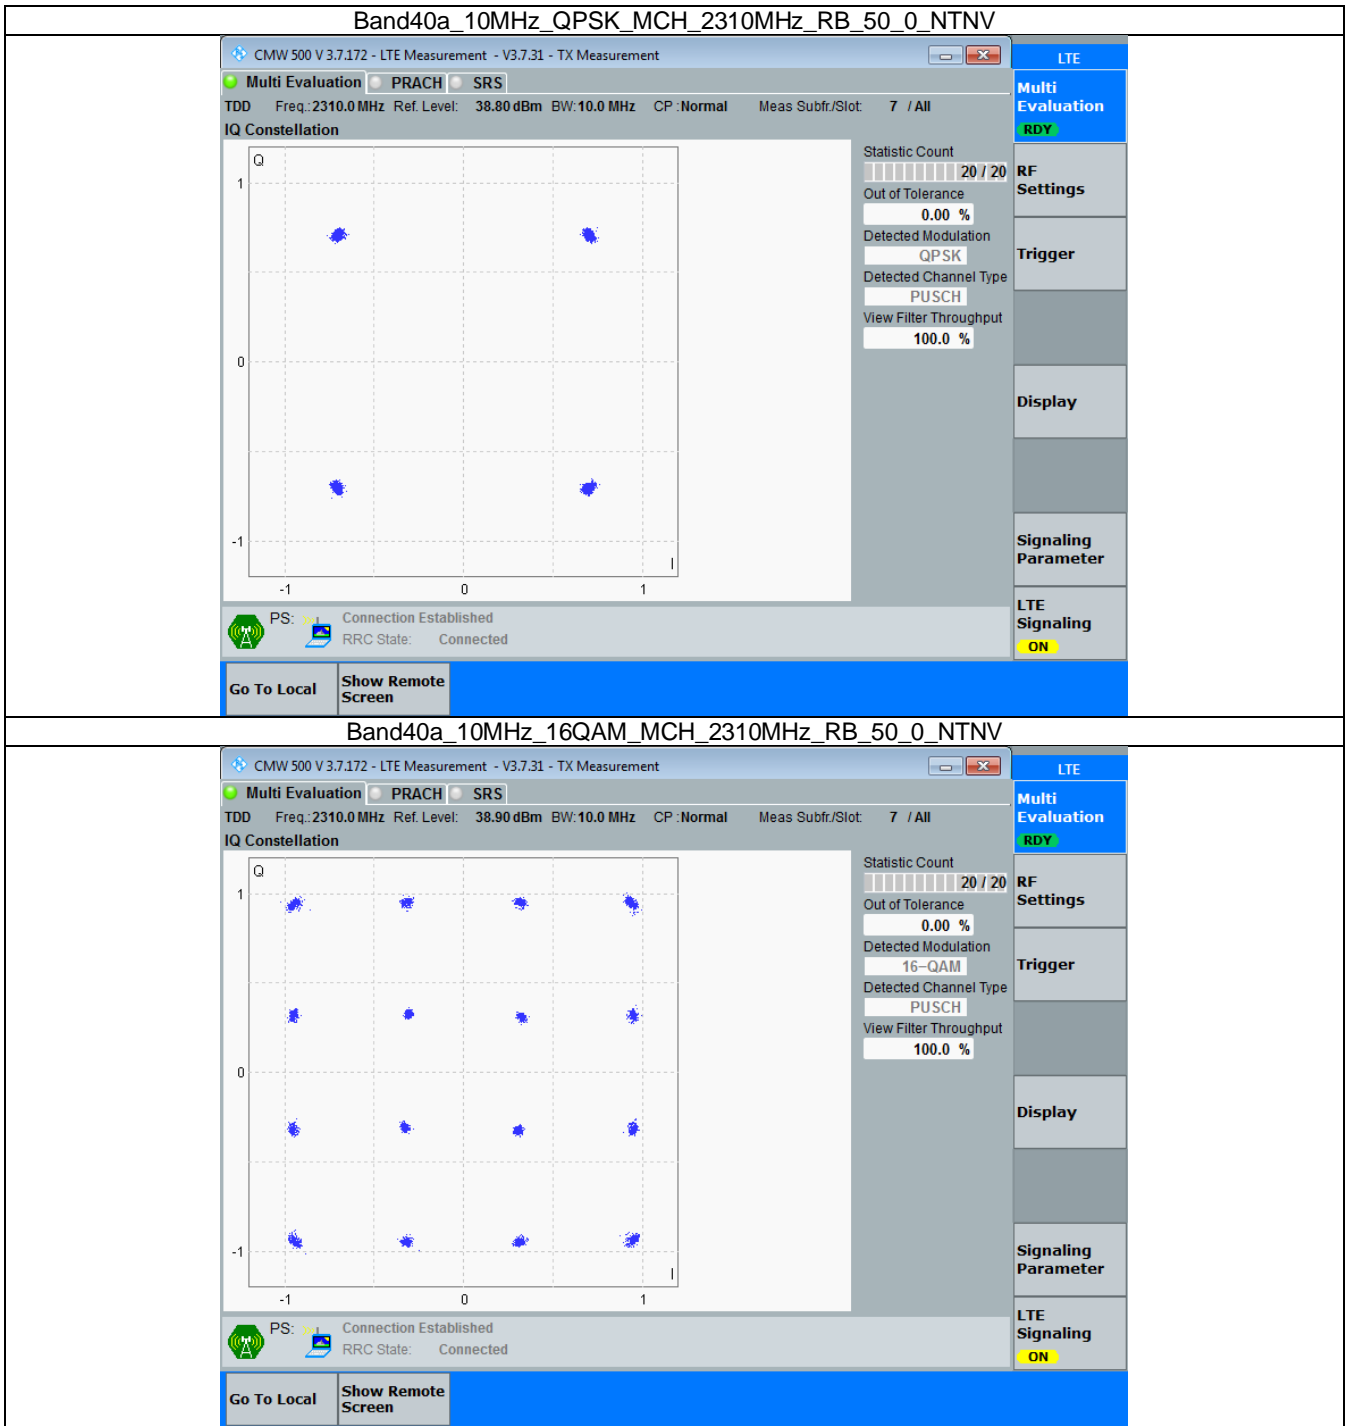 Band40a_10MHz_QPSK_MCH_2310MHz_RB_50_0_NTNV
CMW 500 V 3.7.172 - LTE Measurement - V3.7.31 - TX Measurement
LTE
Multi Evaluation PRACH SRS
TDD Freq.: 2310.0 MHz Ref. Level: 38.80 dBm BW: 10.0 MHz CP : Normal Meas Subfr./Slot: 7 / All
IQ Constellation
Multi
Evaluation
RDY
Q
1
0
-1
I
-1 0 1
Statistic Count
20 / 20
Out of Tolerance
0.00 %
Detected Modulation
QPSK
Detected Channel Type
PUSCH
View Filter Throughput
100.0 %
RF
Settings
Trigger
Display
Signaling
Parameter
LTE
Signaling
ON
PS: Connection Established
RRC State: Connected
Go To Local
Show Remote
Screen
Band40a_10MHz_16QAM_MCH_2310MHz_RB_50_0_NTNV
CMW 500 V 3.7.172 - LTE Measurement - V3.7.31 - TX Measurement
LTE
Multi Evaluation PRACH SRS
TDD Freq.: 2310.0 MHz Ref. Level: 38.90 dBm BW: 10.0 MHz CP : Normal Meas Subfr./Slot: 7 / All
IQ Constellation
Multi
Evaluation
RDY
Q
1
0
-1
I
-1 0 1
Statistic Count
20 / 20
Out of Tolerance
0.00 %
Detected Modulation
16-QAM
Detected Channel Type
PUSCH
View Filter Throughput
100.0 %
RF
Settings
Trigger
Display
Signaling
Parameter
LTE
Signaling
ON
PS: Connection Established
RRC State: Connected
Go To Local
Show Remote
Screen